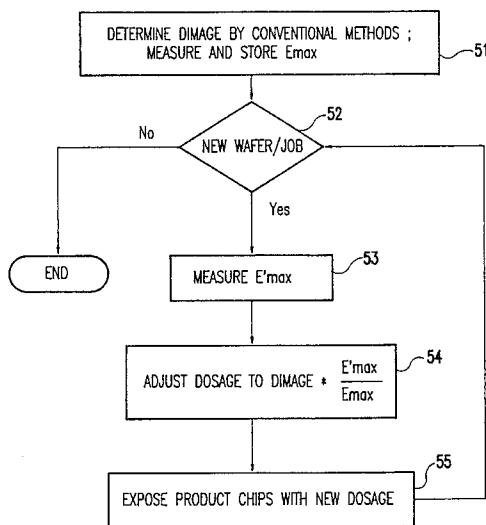 DETERMINE DIMAGE BY CONVENTIONAL METHODS ;
MEASURE AND STORE Emax
51
52
No
NEW WAFER/JOB
Yes
END
MEASURE E'max
53
ADJUST DOSAGE TO DIMAGE * E'max
Emax
54
55
EXPOSE PRODUCT CHIPS WITH NEW DOSAGE